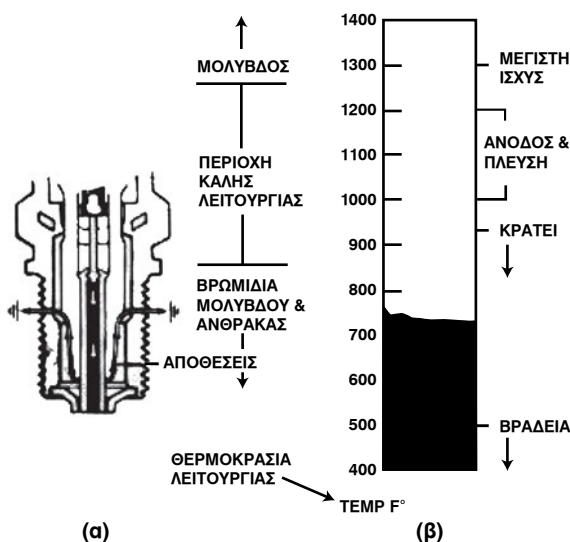 ΜΟΛΥΒΔΟΣ
ΠΕΡΙΟΧΗ
ΚΑΛΗΣ
ΛΕΙΤΟΥΡΓΙΑΣ
ΒΡΩΜΙΔΙΑ
ΜΟΛΥΒΔΟΥ &
ΑΝΘΡΑΚΑΣ
ΑΠΟΘΕΣΕΙΣ
ΘΕΡΜΟΚΡΑΣΙΑ
ΛΕΙΤΟΥΡΓΙΑΣ
(α)
1400
1300
1200
1100
1000
900
800
700
600
500
400
ΜΕΓΙΣΤΗ
ΙΣΧΥΣ
ΑΝΟΔΟΣ &
ΠΛΕΥΣΗ
ΚΡΑΤΕΙ
ΒΡΑΔΕΙΑ
TEMP F°
(β)